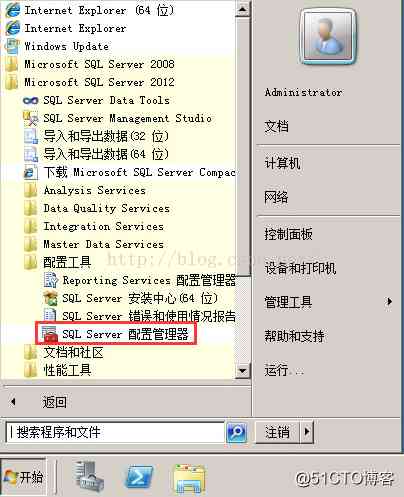 Internet Explorer (64 位)
Internet Explorer
Windows Update
Microsoft SQL Server 2008
Microsoft SQL Server 2012
SQL Server Data Tools
SQL Server Management Studio
导入和导出数据(32 位)
导入和导出数据(64 位)
下载 Microsoft SQL Server Compac
Analysis Services
Data Quality Services
Integration Services
Master Data Services
配置工具
Reporting Services 配置管理器
SQL Server 安装中心(64 位)
SQL Server 错误和使用情况报告
SQL Server 配置管理器
文档和社区
性能工具
返回
搜索程序和文件
Administrator
文档
计算机
网络
控制面板
设备和打印机
管理工具
帮助和支持
运行...
注销
开始
http://blog.
@51CTO博客